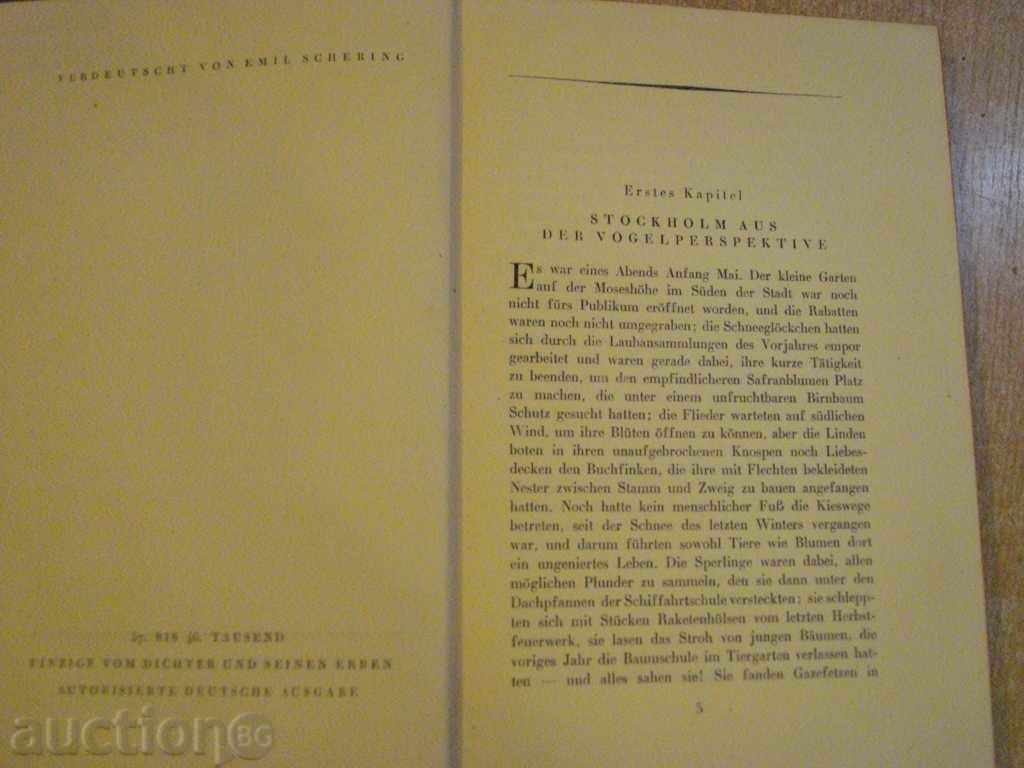 VERDEUTSCHT VON EMIL SCHERING
BIS TAUSEND
EINZIGE VOM DICHTER UND SEINEN ERBEN
AUTORISIERTE DEUTSCHE AUSGABE
Erstes Kapitel
STOCKHOLM AUS
DER VOGELPERSPEKTIVE
Es war eines Abends Anfang Mai. Der kleine Garten
auf der Moseshöhe im Süden der Stadt war noch
nicht fürs Publikum eröffnet worden, und die Rabatten
waren noch nicht umgegraben; die Schneeglöckchen hatten
sich durch die Laubansammlungen des Vorjahres empor
gearbeitet und waren gerade dabei, ihre kurze Tätigkeit
zu beenden, um den empfindlicheren Safranblumen Platz
zu machen, die unter einem unfruchtbaren Birnbaum
Schutz gesucht hatten; die Flieder warteten auf südlichen
Wind, um ihre Blüten öffnen zu können, aber die Linden
boten in ihren unaufgebrochenen Knospen noch Liebes-
decken den Buchfinken, die ihre mit Flechten bekleideten
Nester zwischen Stamm und Zweig zu bauen angefangen
hatten. Noch hatte kein menschlicher Fuß die Kieswege
betreten, seit der Schnee des letzten Winters vergangen
war, und darum führten sowohl Tiere wie Blumen dort
ein ungeniertes Leben. Die Sperlinge waren dabei, allen
möglichen Plunder zu sammeln, den sie dann unter den
Dachpfannen der Schiffahrtschule versteckten; sie schlepp-
ten sich mit Stücken Raketenhülsen vom letzten Herbst-
feuerwerk, sie lasen das Stroh von jungen Bäumen, die
voriges Jahr die Baumschule im Tiergarten verlassen hat-
ten — und alles sahen sie! Sie fanden Gazefetzen in
5
auction BG